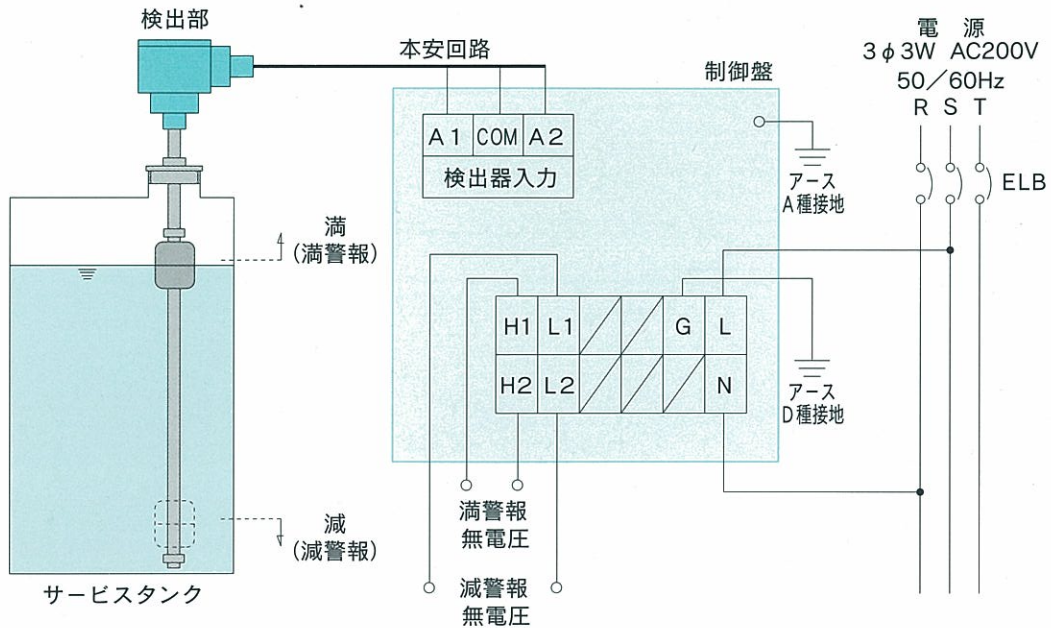 検出部
本安回路
制御盤
電 源
3φ3W AC200V
50/60Hz
R S T
ELB
A1 COM A2
検出器入力
アース
A種接地
満
(満警報)
H1 L1 G L
H2 L2 N
アース
D種接地
満警報
無電圧
減
(減警報)
減警報
無電圧
サービスタンク